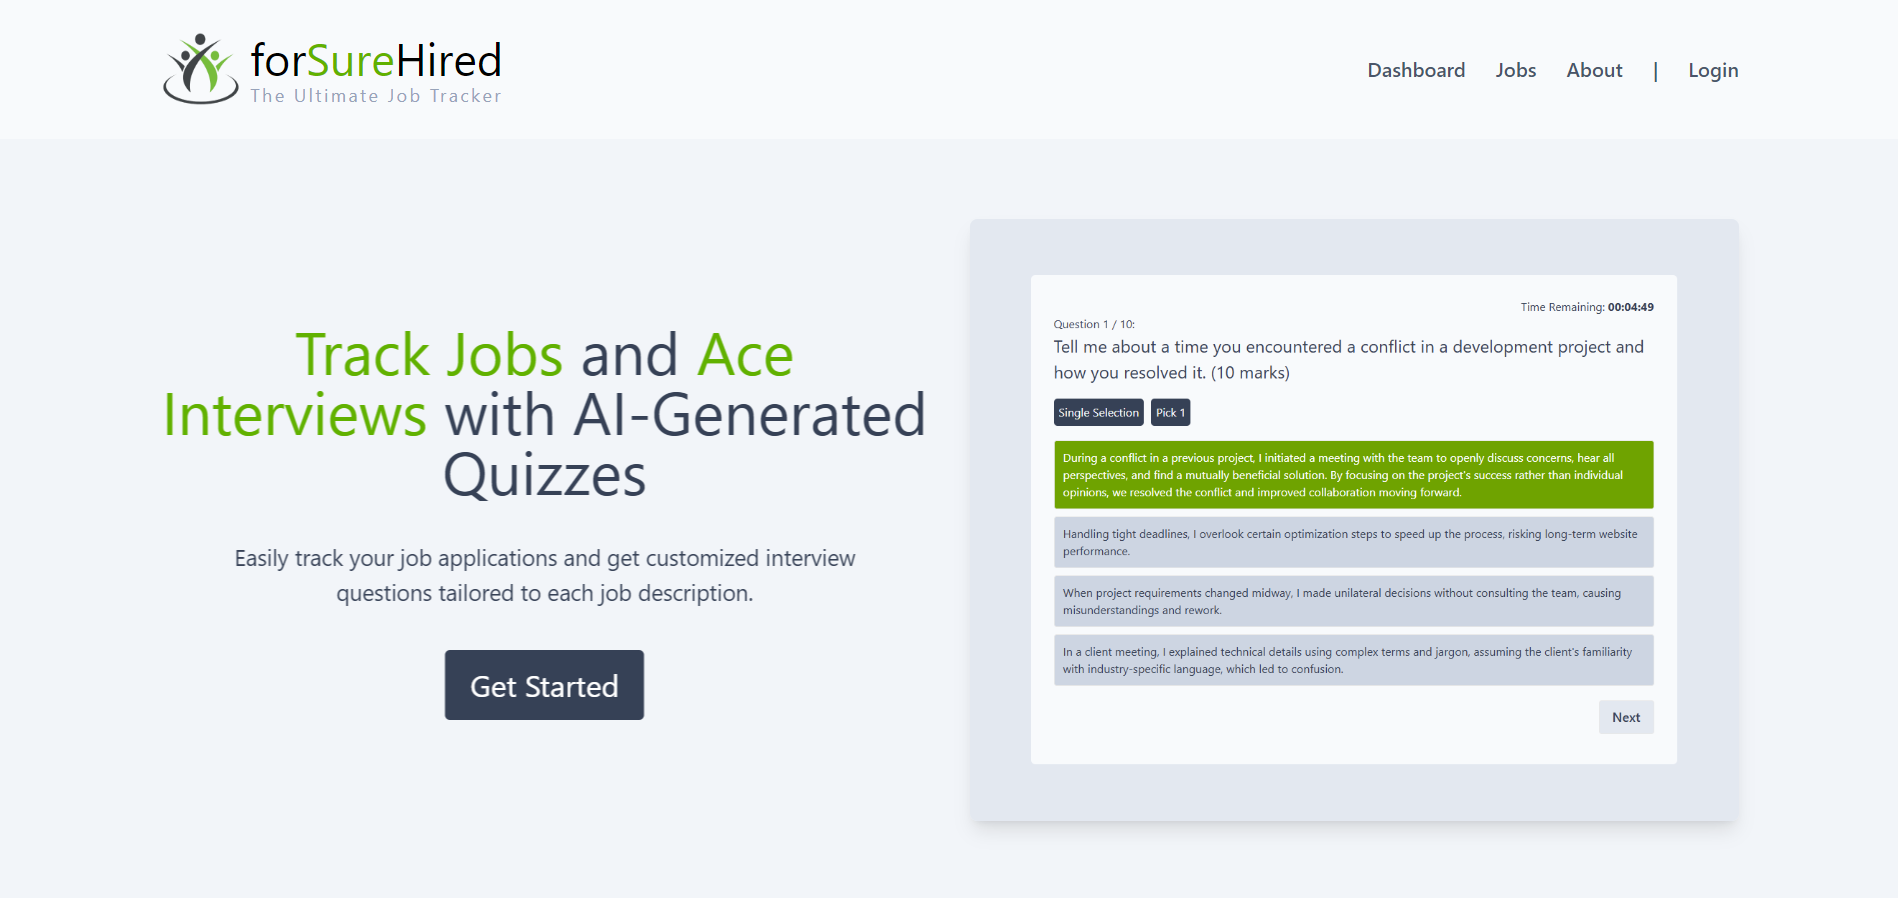 forSureHired
The Ultimate Job Tracker
Dashboard Jobs About | Login
Track Jobs and Ace
Interviews with AI-Generated
Quizzes
Easily track your job applications and get customized interview
questions tailored to each job description.
Get Started
Time Remaining: 00:04:49
Question 1 / 10:
Tell me about a time you encountered a conflict in a development project and
how you resolved it. (10 marks)
Single Selection Pick 1
During a conflict in a previous project, I initiated a meeting with the team to openly discuss concerns, hear all
perspectives, and find a mutually beneficial solution. By focusing on the project's success rather than individual
opinions, we resolved the conflict and improved collaboration moving forward.
Handling tight deadlines, I overlook certain optimization steps to speed up the process, risking long-term website
performance.
When project requirements changed midway, I made unilateral decisions without consulting the team, causing
misunderstandings and rework.
In a client meeting, I explained technical details using complex terms and jargon, assuming the client's familiarity
with industry-specific language, which led to confusion.
Next